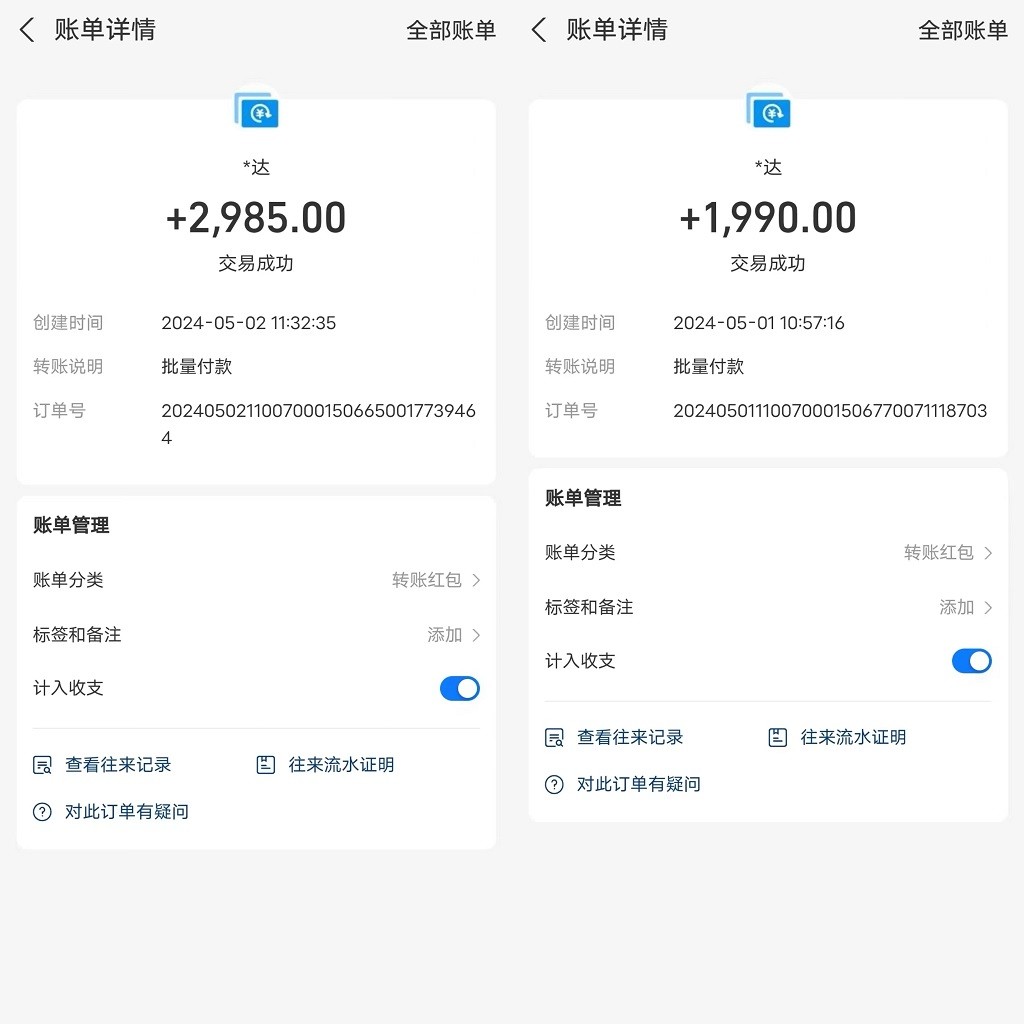 账单详情
全部账单
*达
+2,985.00
交易成功
创建时间 2024-05-02 11:32:35
转账说明 批量付款
订单号 2024050211007000150665001773946
4
账单管理
账单分类 转账红包
标签和备注 添加
计入收支
查看往来记录 往来流水证明
对此订单有疑问
账单详情
全部账单
*达
+1,990.00
交易成功
创建时间 2024-05-01 10:57:16
转账说明 批量付款
订单号 20240501110070001506770071118703
账单管理
账单分类 转账红包
标签和备注 添加
计入收支
查看往来记录 往来流水证明
对此订单有疑问